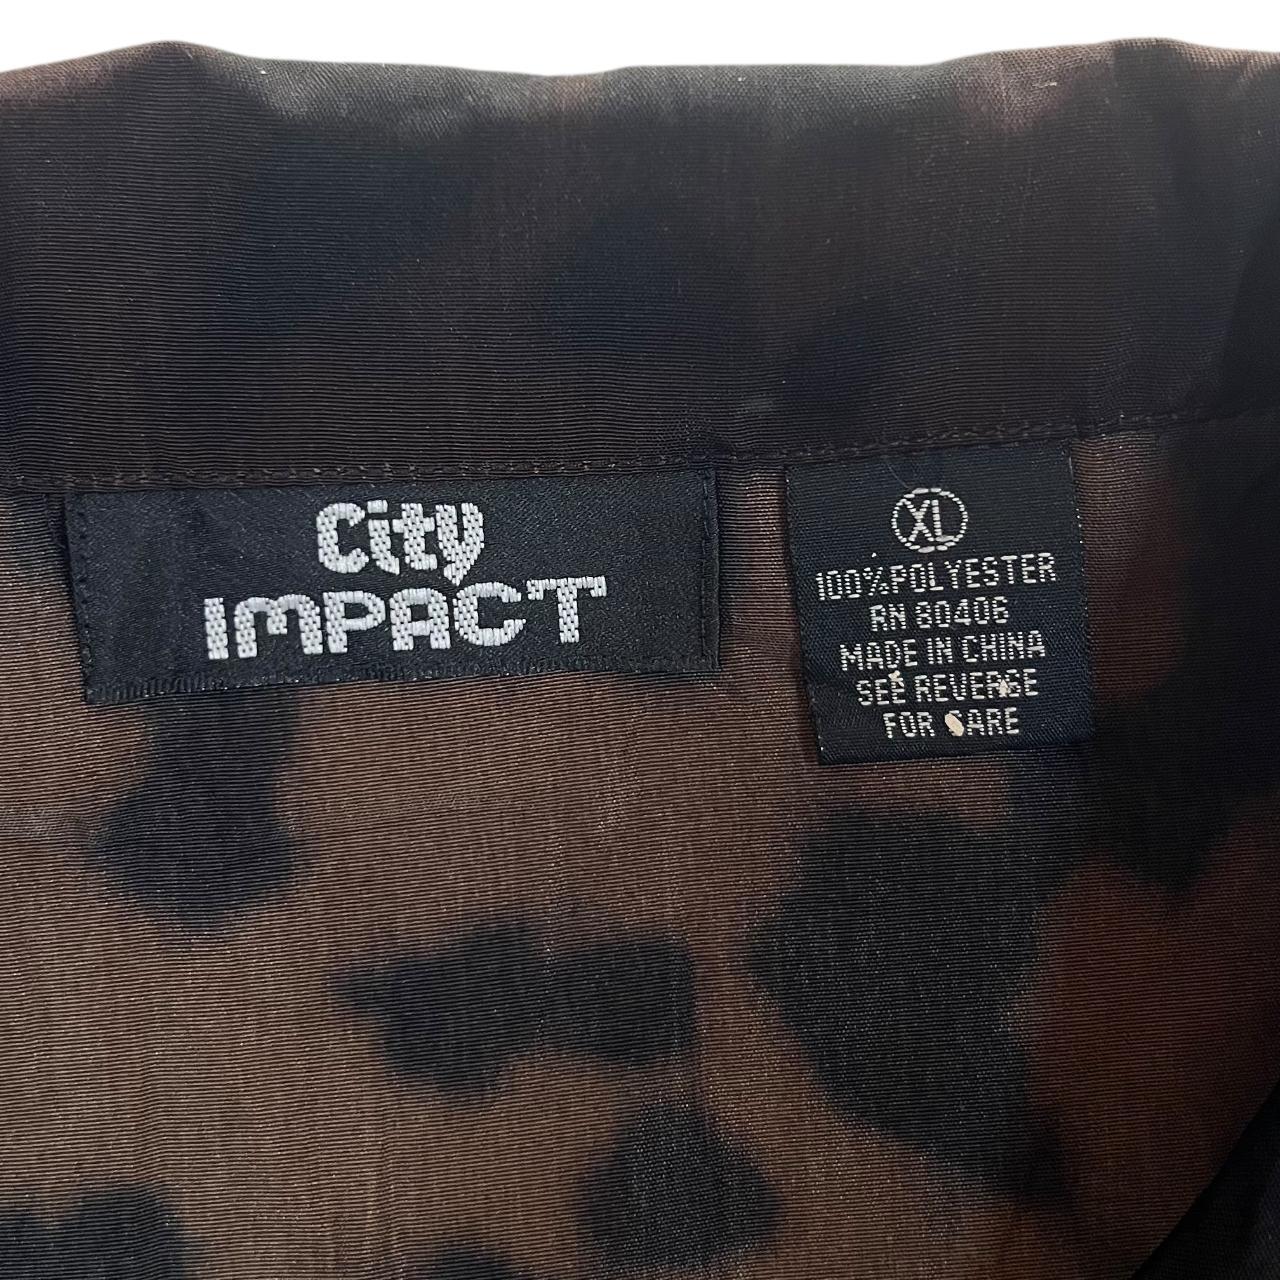 City
IMPACT
XL
100% POLYESTER
RN 80406
MADE IN CHINA
SEE REVERSE
FOR CARE